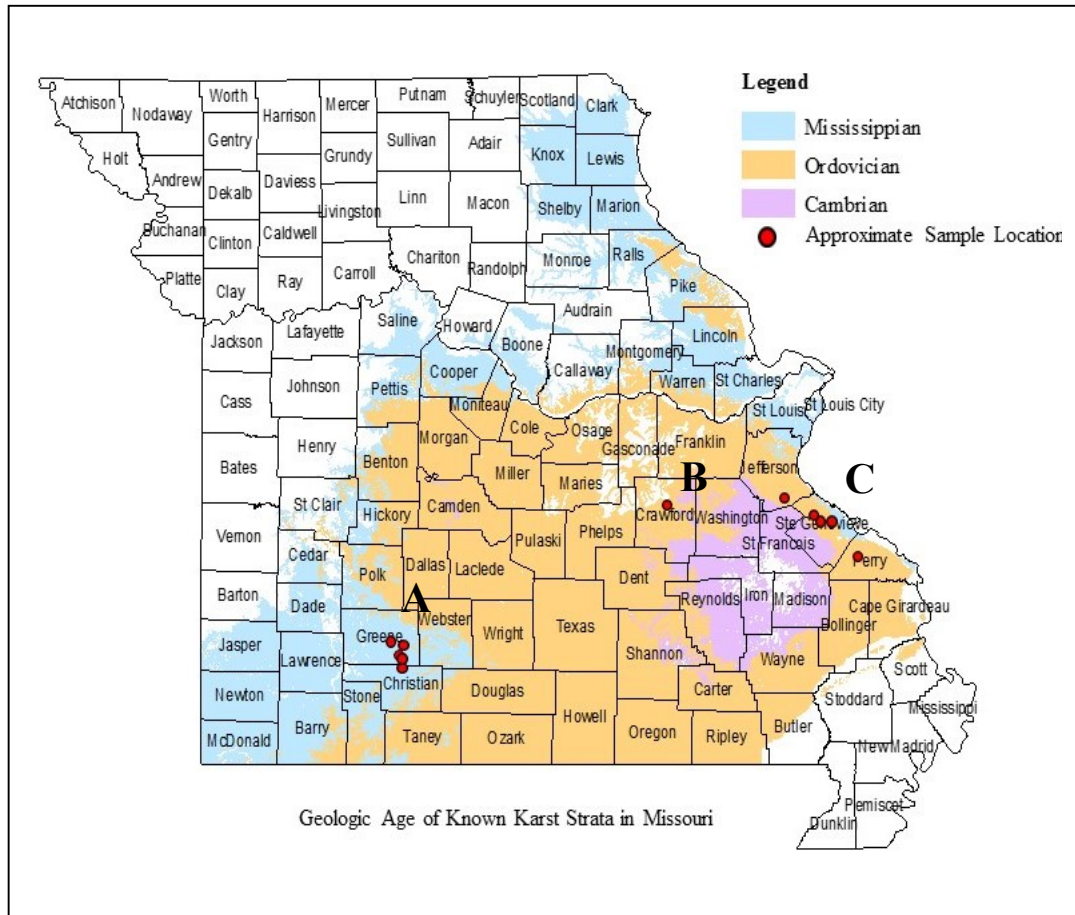 Atchison
Nodaway
Worth
Harrison
Mercer
Putnam
Schuyler
Scotland
Clark
Legend
Mississippian
Ordovician
Cambrian
Approximate Sample Location
Holt
Gentry
Sullivan
Adair
Knox
Lewis
Andrew
Dekalb
Daviess
Grundy
Linn
Macon
Shelby
Marion
Buchanan
Clinton
Caldwell
Livingston
Chariton
Randolph
Monroe
Ralls
Platte
Clay
Ray
Carroll
Pike
Audrain
Saline
Howard
Boone
Jackson
Lafayette
Callaway
Montgomery
Lincoln
Cooper
Warren
St Charles
Johnson
Pettis
Cass
Moniteau
St Louis
St Louis City
Cole
Osage
Gasconade
Franklin
Henry
Morgan
Bates
Benton
Miller
Maries
Jefferson
B
C
St Clair
Hickory
Camden
Crawford
Washington
Ste Genevieve
Vernon
Pulaski
Phelps
St Francois
Cedar
Polk
Dallas
Laclede
Dent
Perry
Barton
Dade
A
Reynolds
Iron
Madison
Cape Girardeau
Bollinger
Jasper
Greene
Webster
Wright
Texas
Shannon
Wayne
Lawrence
Scott
Newton
Stone
Christian
Douglas
Carter
Stoddard
Mississippi
Barry
Howell
McDonald
Taney
Ozark
Oregon
Ripley
Butler
New Madrid
Pemiscot
Dunklin
Geologic Age of Known Karst Strata in Missouri